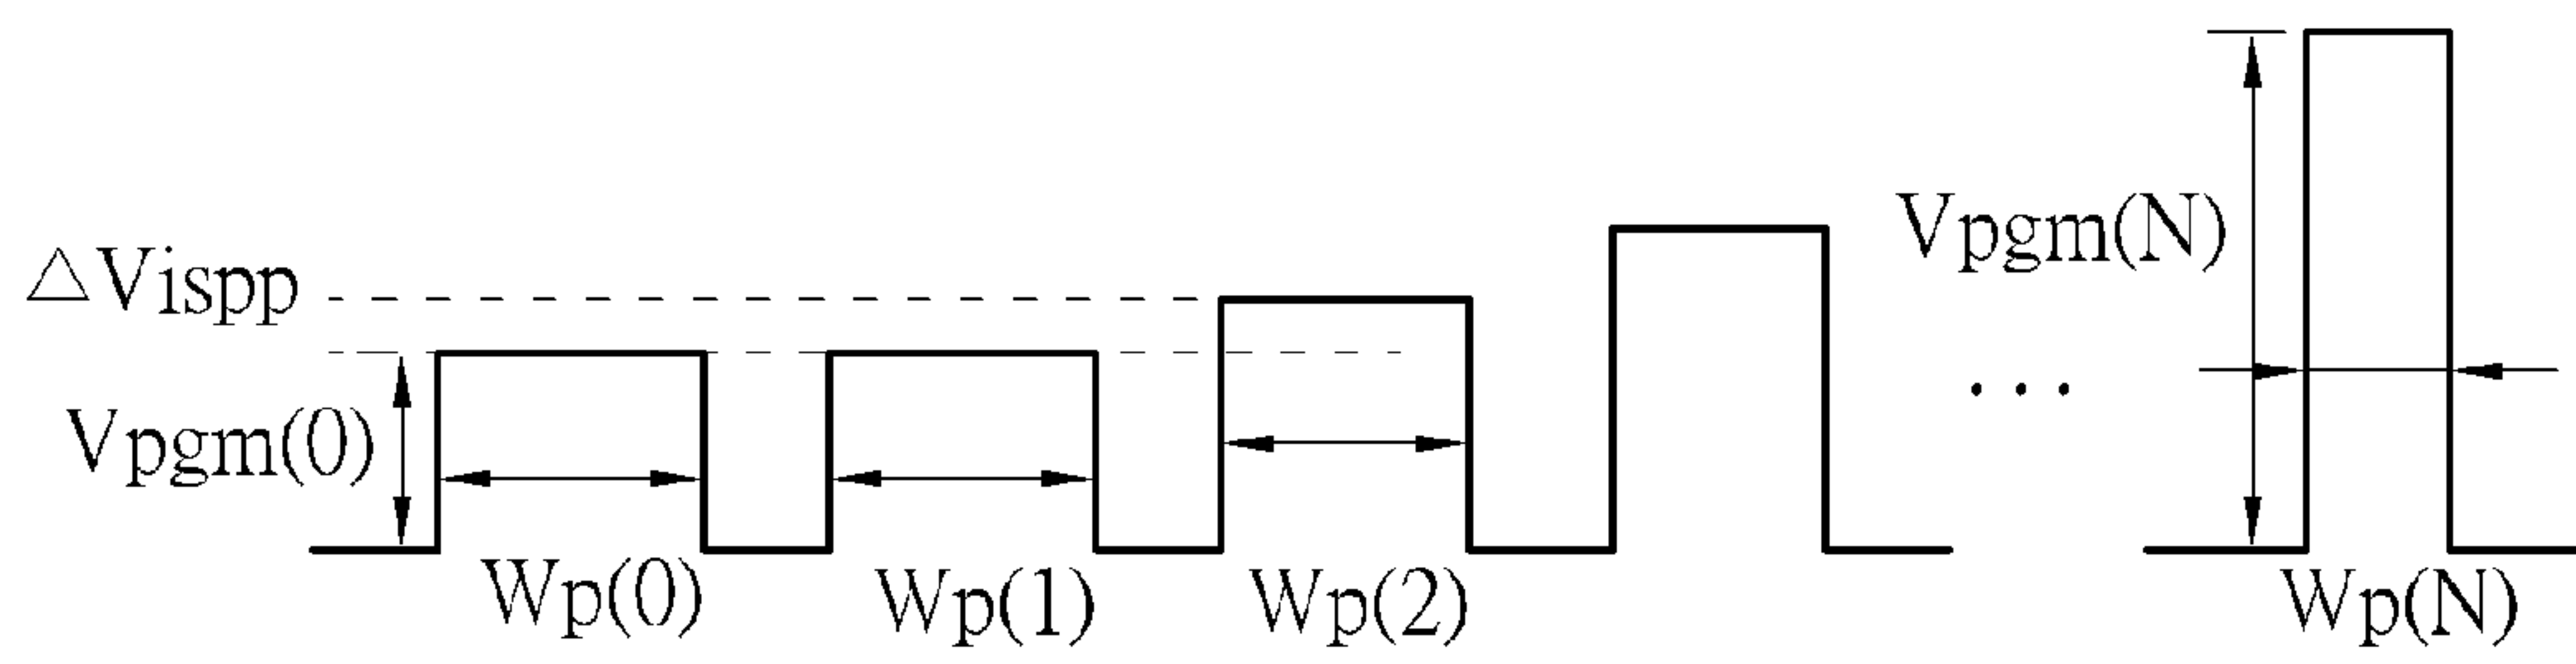 Vpgm(N)
△Vispp
Vpgm(0)
. . .
Wp(0)
Wp(1)
Wp(2)
Wp(N)